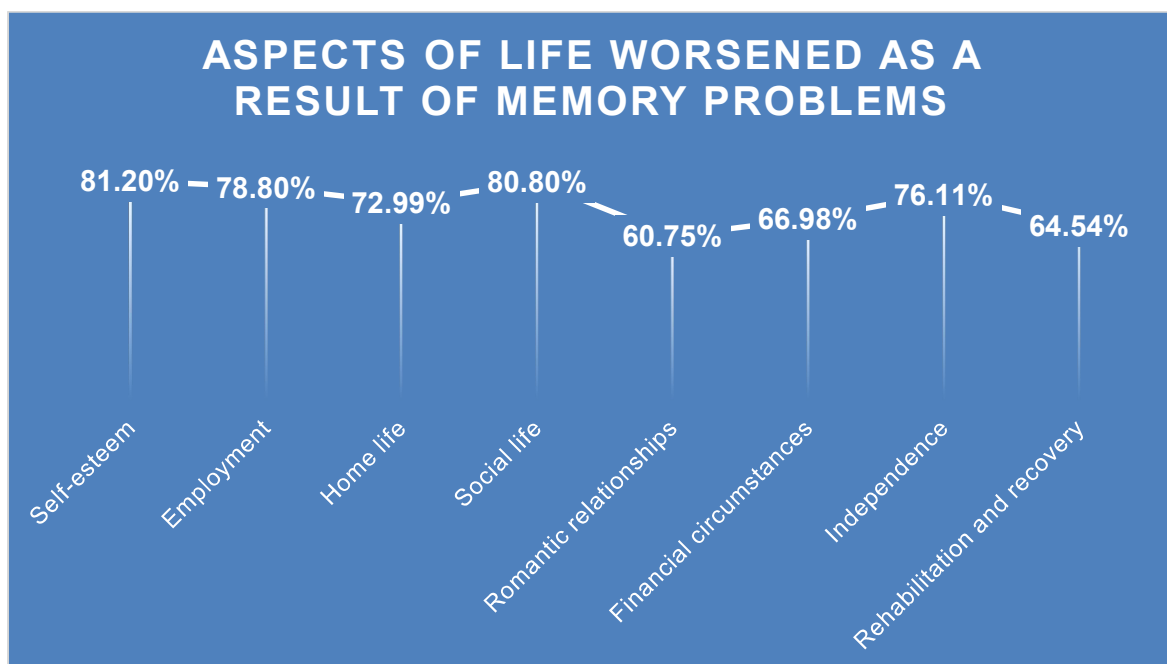 ASPECTS OF LIFE WORSENED AS A
RESULT OF MEMORY PROBLEMS
81.20%
78.80%
72.99%
80.80%
60.75%
66.98%
76.11%
64.54%
Self-esteem
Employment
Home life
Social life
Romantic relationships
Financial circumstances
Independence
Rehabilitation and recovery